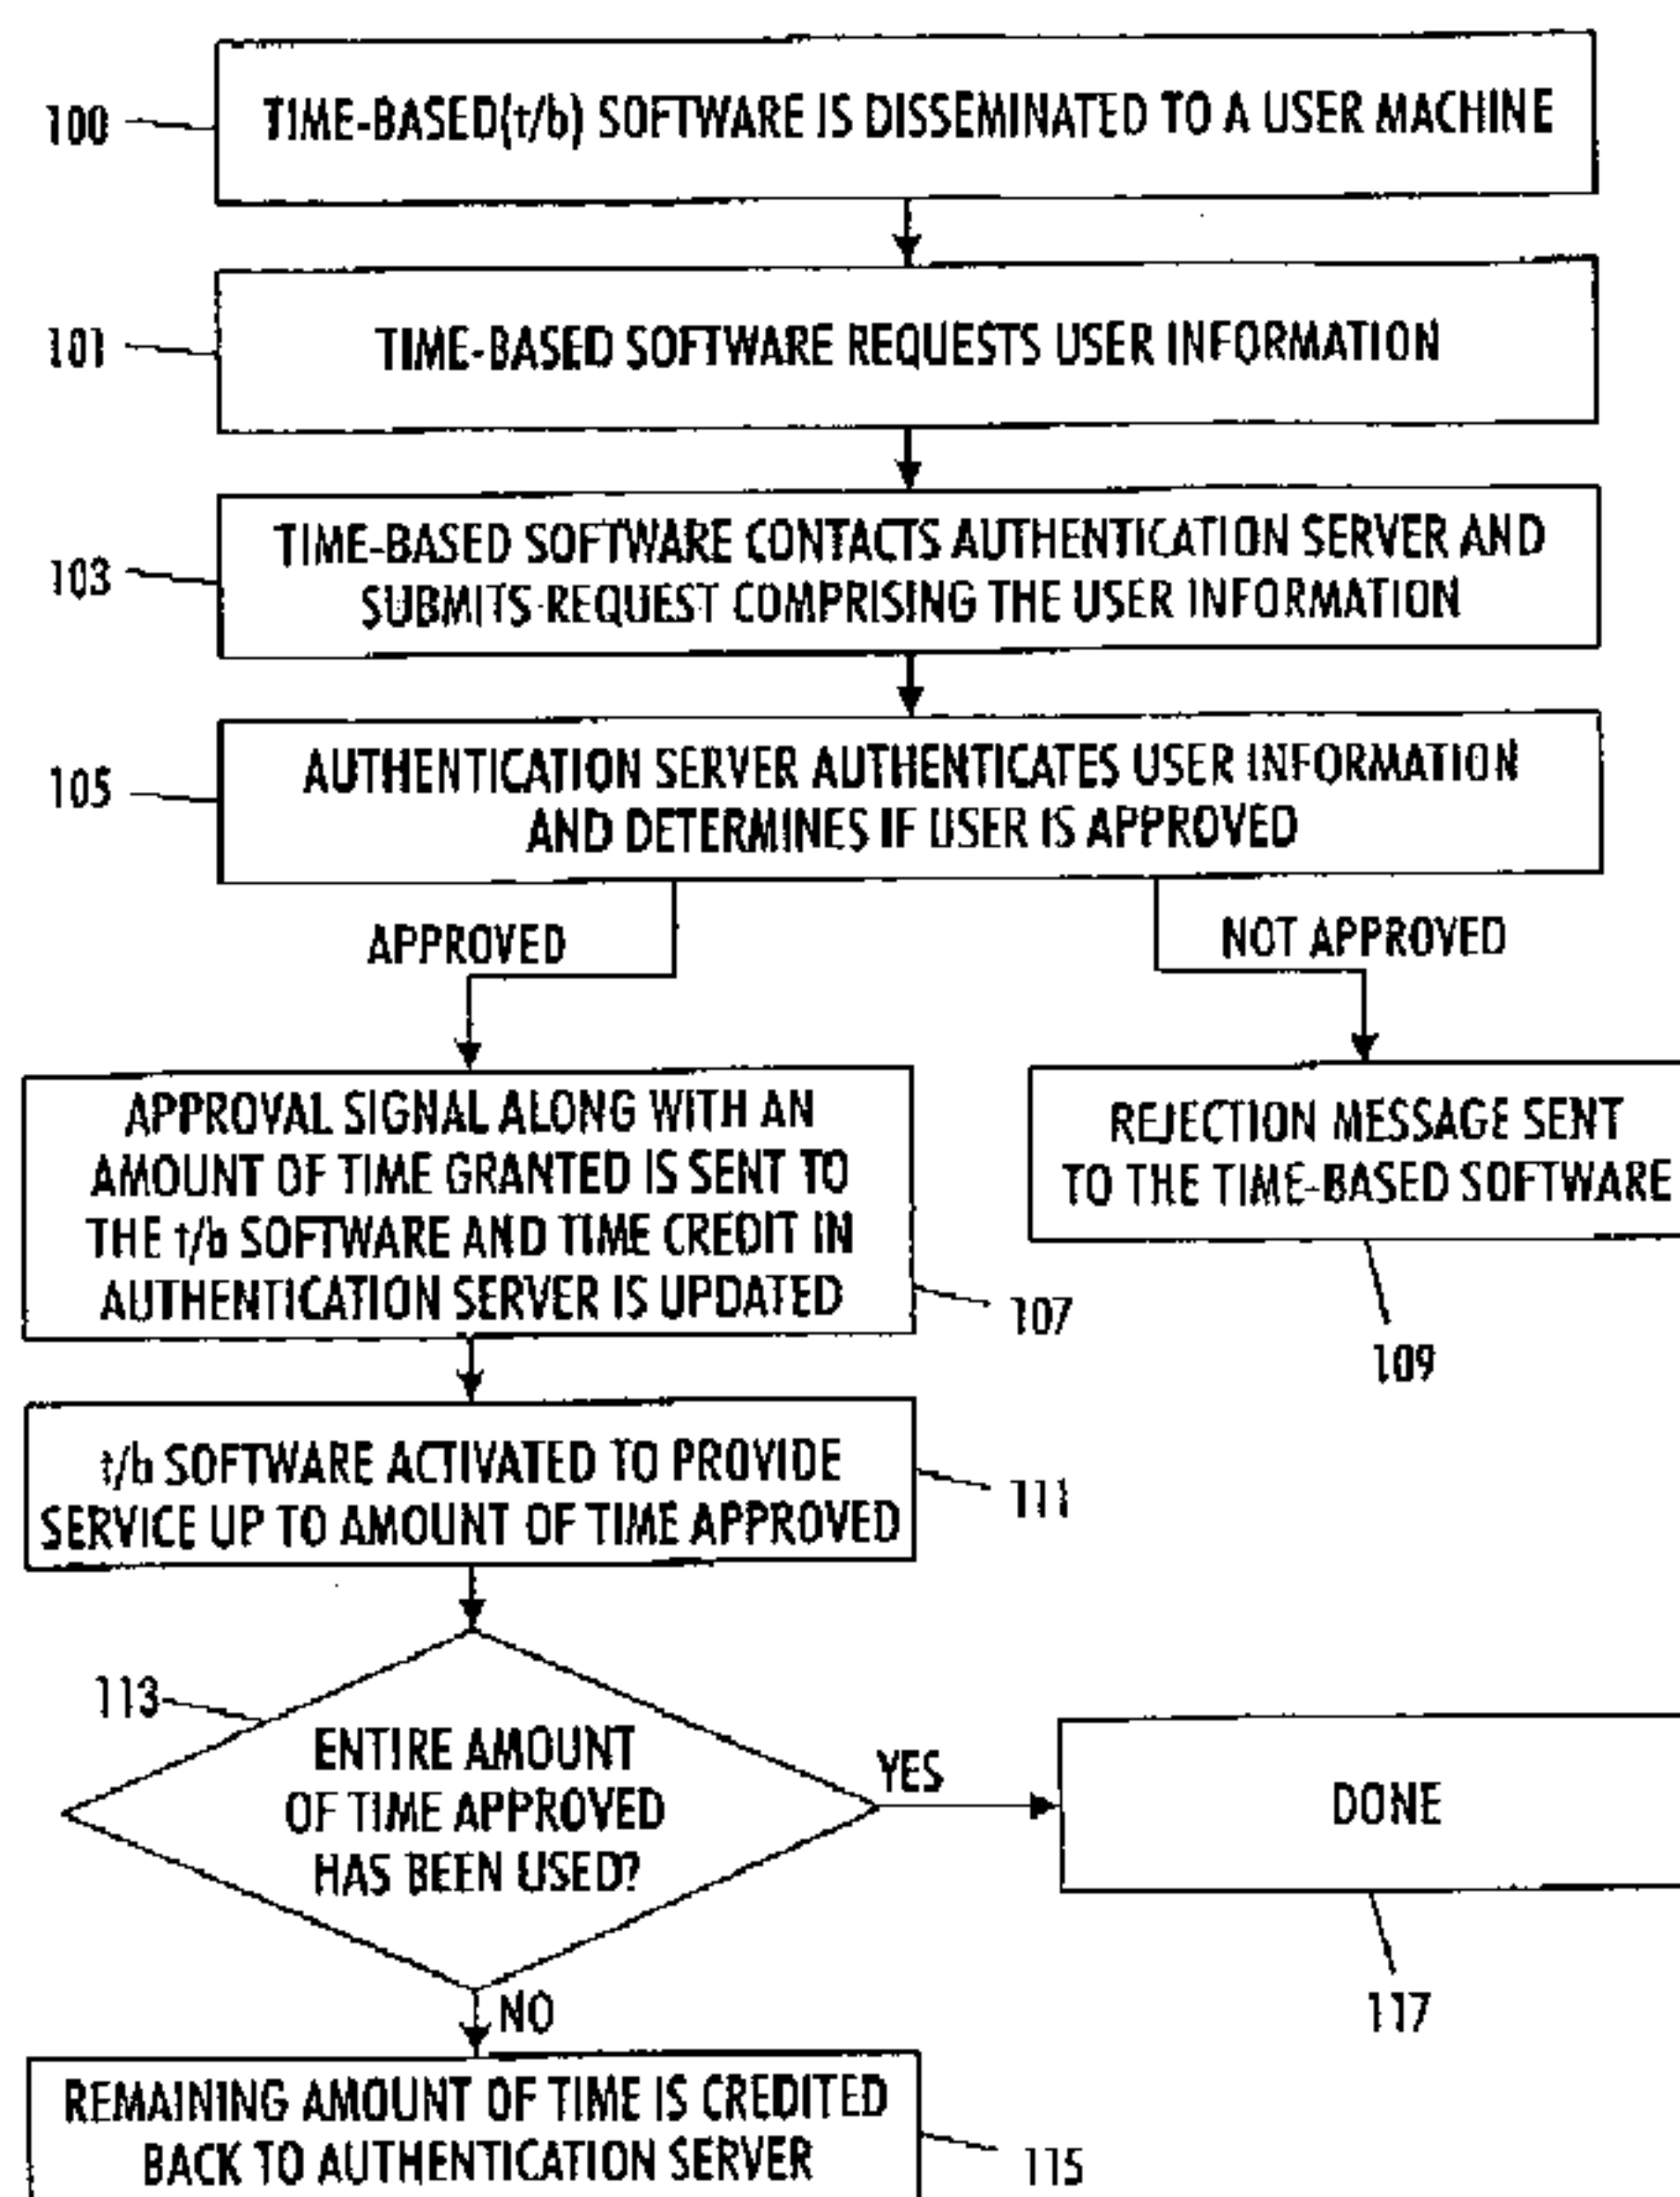 100
TIME-BASED(t/b) SOFTWARE IS DISSEMINATED TO A USER MACHINE
101
TIME-BASED SOFTWARE REQUESTS USER INFORMATION
103
TIME-BASED SOFTWARE CONTACTS AUTHENTICATION SERVER AND
SUBMITS REQUEST COMPRISING THE USER INFORMATION
105
AUTHENTICATION SERVER AUTHENTICATES USER INFORMATION
AND DETERMINES IF USER IS APPROVED
APPROVED
NOT APPROVED
APPROVAL SIGNAL ALONG WITH AN
AMOUNT OF TIME GRANTED IS SENT TO
THE t/b SOFTWARE AND TIME CREDIT IN
AUTHENTICATION SERVER IS UPDATED
107
REJECTION MESSAGE SENT
TO THE TIME-BASED SOFTWARE
109
t/b SOFTWARE ACTIVATED TO PROVIDE
SERVICE UP TO AMOUNT OF TIME APPROVED
111
113
ENTIRE AMOUNT
OF TIME APPROVED
HAS BEEN USED?
YES
DONE
117
NO
REMAINING AMOUNT OF TIME IS CREDITED
BACK TO AUTHENTICATION SERVER
115